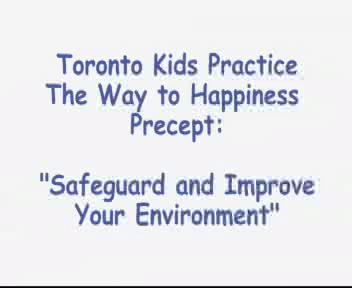 Toronto Kids Practice
The Way to Happiness
Precept:
"Safeguard and Improve
Your Environment"